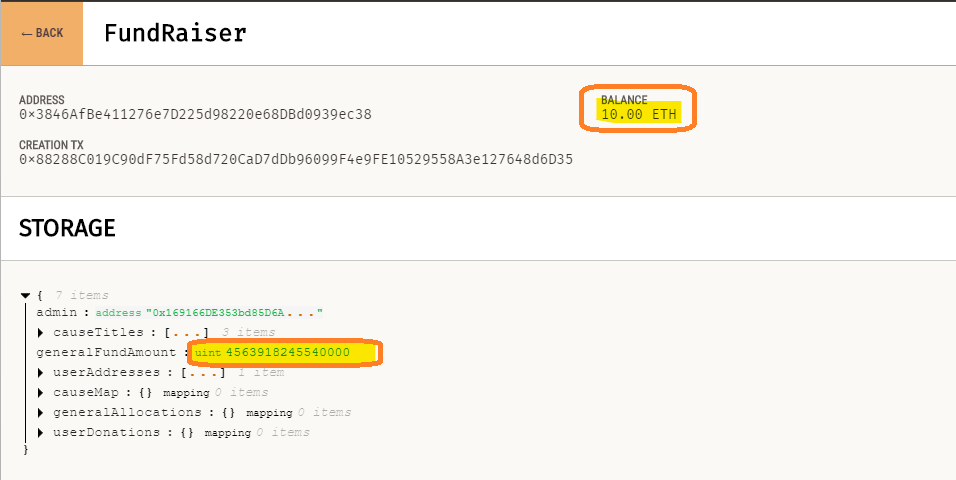 ← BACK
FundRaiser
ADDRESS
0×3846AfBe411276e7D225d98220e68DBd0939ec38
BALANCE
10.00 ETH
CREATION TX
0×88288C019C90dF75Fd58d720CaD7dDb96099F4e9FE10529558A3e127648d6D35
STORAGE
{ 7 items
admin : address "0x169166DE353bd85D6A..."
causeTitles : [...] 3 items
generalFundAmount : uint 4563918245540000
userAddresses : [...] 1 item
causeMap : {} mapping 0 items
generalAllocations : {} mapping 0 items
userDonations : {} mapping 0 items
}